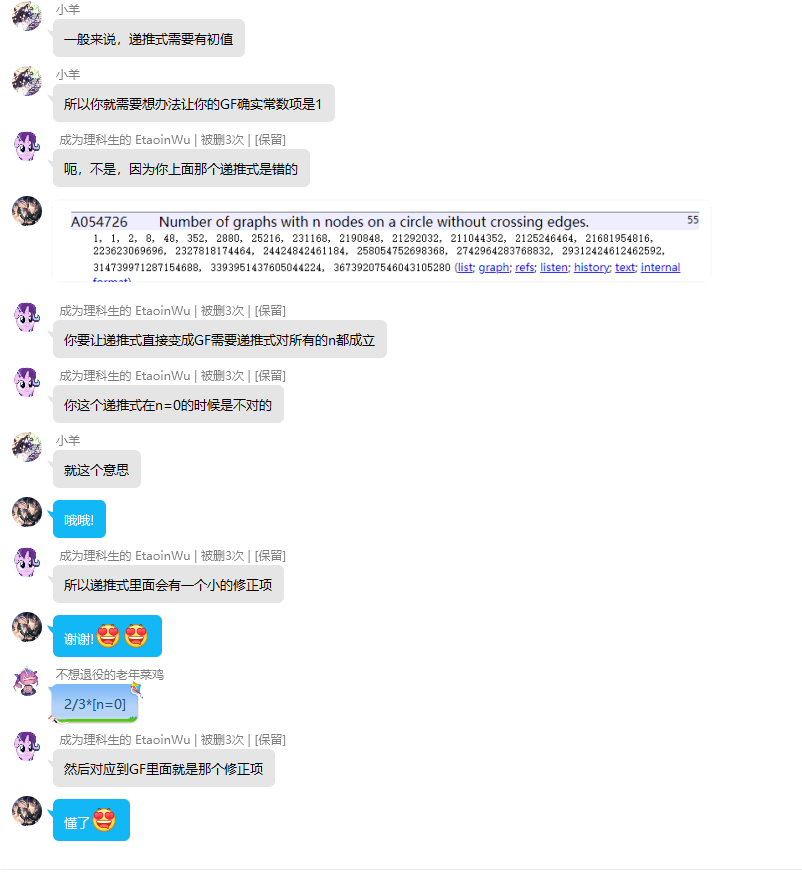 小羊
一般来说，递推式需要有初值
小羊
所以你就需要想办法让你的GF确实常数项是1
成为理科生的 EtaoinWu | 被删3次 | [保留]
呃，不是，因为你上面那个递推式是错的
A054726 Number of graphs with n nodes on a circle without crossing edges. 55
1, 1, 2, 8, 48, 352, 2880, 25216, 231168, 2190848, 21292032, 211044352, 2125246464, 21681954816,
223623069696, 2327818174464, 24424842461184, 258054752698368, 2742964283768832, 29312424612462592,
314739971287154688, 3393951437605044224, 36739207546043105280 (list; graph; refs; listen; history; text; internal
format)
成为理科生的 EtaoinWu | 被删3次 | [保留]
你要让递推式直接变成GF需要递推式对所有的n都成立
成为理科生的 EtaoinWu | 被删3次 | [保留]
你这个递推式在n=0的时候是不对的
小羊
就这个意思
哦哦!
成为理科生的 EtaoinWu | 被删3次 | [保留]
所以递推式里面会有一个小的修正项
谢谢!
不想退役的老年菜鸡
2/3*[n=0]
成为理科生的 EtaoinWu | 被删3次 | [保留]
然后对应到GF里面就是那个修正项
懂了